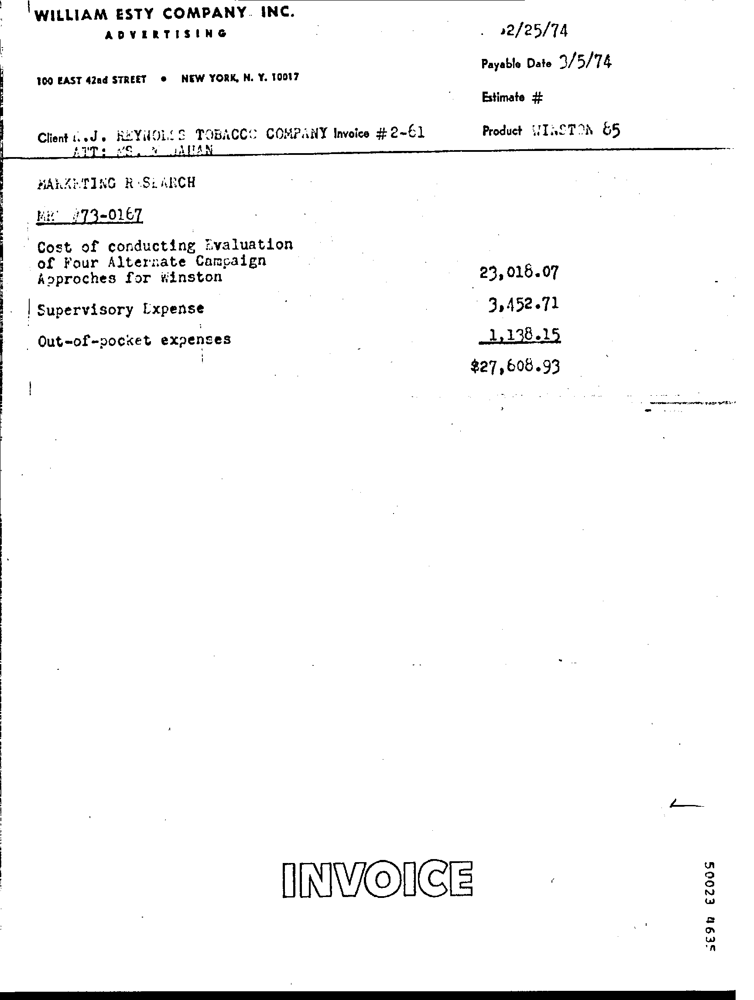 WILLIAM ESTY COMPANY INC.
ADVERTISING
2/25/74
Payable Date 3/5/74
100 EAST 42nd STREET • NEW YORK, N. Y. 10017
Estimate #
Client R.J. REYNOLDS TOBACCO COMPANY Invoice # 2-61
Product WINSTON 85
ATT: MS.
MARKETING RESEARCH
#73-0167
Cost of conducting Evaluation
of Four Alternate Campaign
Approches for Winston 23,018.07
Supervisory Expense 3,452.71
Out-of-pocket expenses 1,138.15
$27,608.93
INVOICE
50023 4635